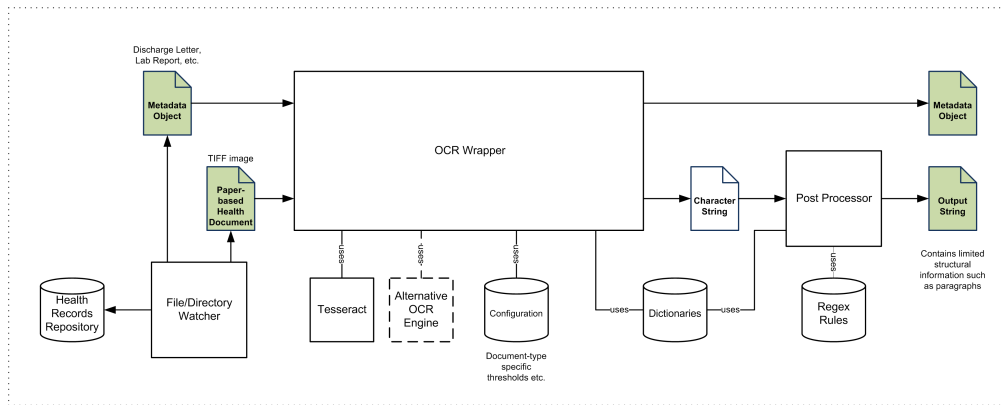 Discharge Letter,
Lab Report, etc.
Metadata
Object
TIFF image
Paper-
based
Health
Document
OCR Wrapper
Metadata
Object
Character
String
Post Processor
Output
String
Contains limited
structural
information such
as paragraphs
Health
Records
Repository
File/Directory
Watcher
uses
uses
uses
uses
Tesseract
Alternative
OCR
Engine
Configuration
uses
Dictionaries
uses
Regex
Rules
Document-type
specific
thresholds etc.